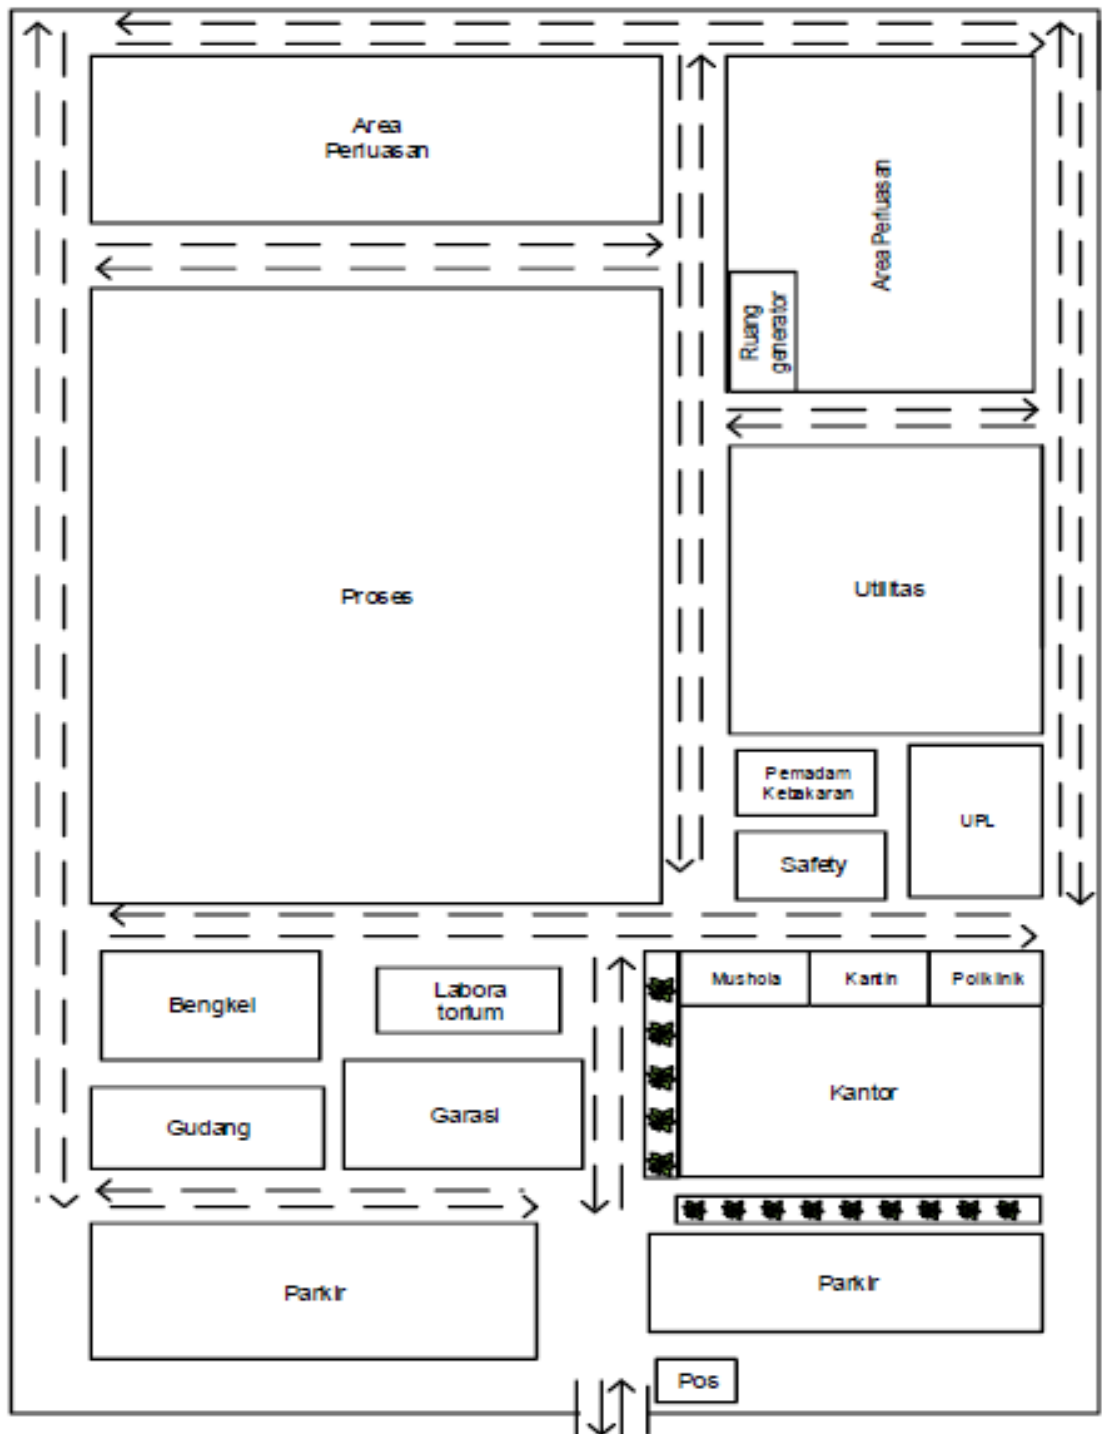 Area
Perluasan
Area Perluasan
Ruang
generator
Proses
Utilitas
Pemadam
Kebakaran
UPL
Safety
Bengkel
Labora
torium
Mushola
Kantin
Poliklinik
Kantor
Gudang
Garasi
Parkir
Parkir
Pos